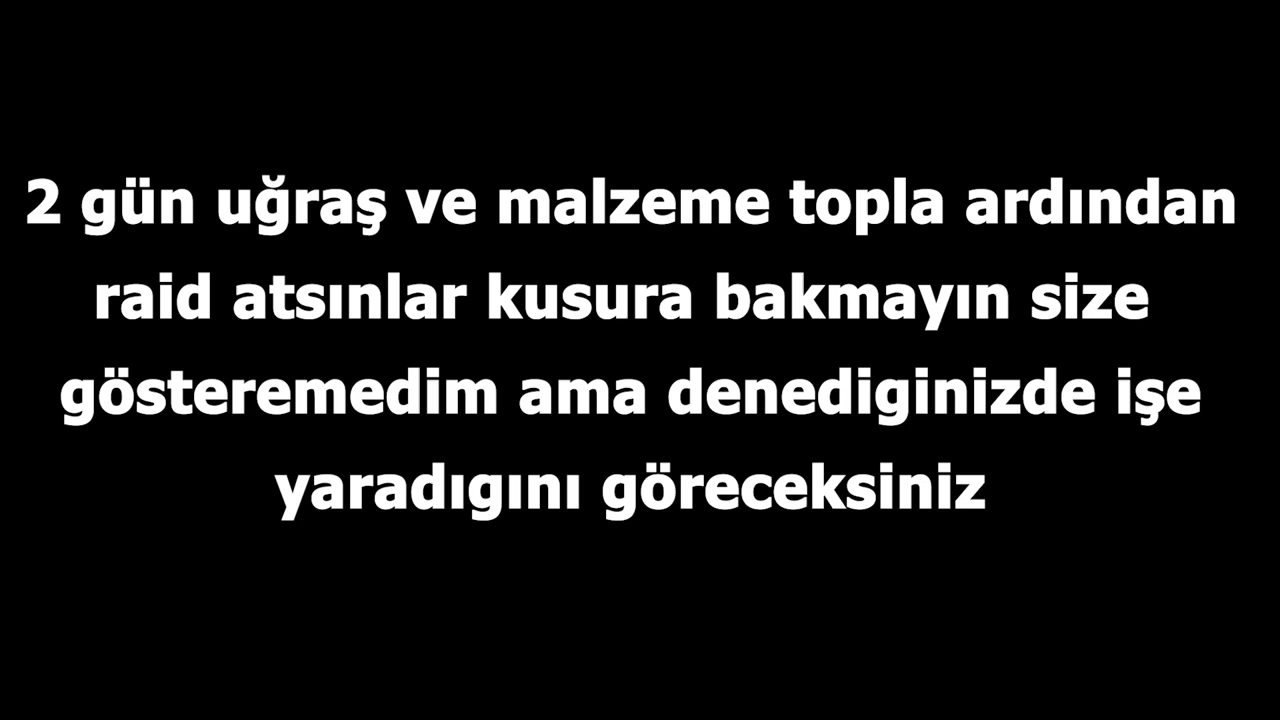 2 gün uğraş ve malzeme topla ardından
raid atsınlar kusura bakmayın size
gösteremedim ama denediginizde işe
yaradıgını göreceksiniz